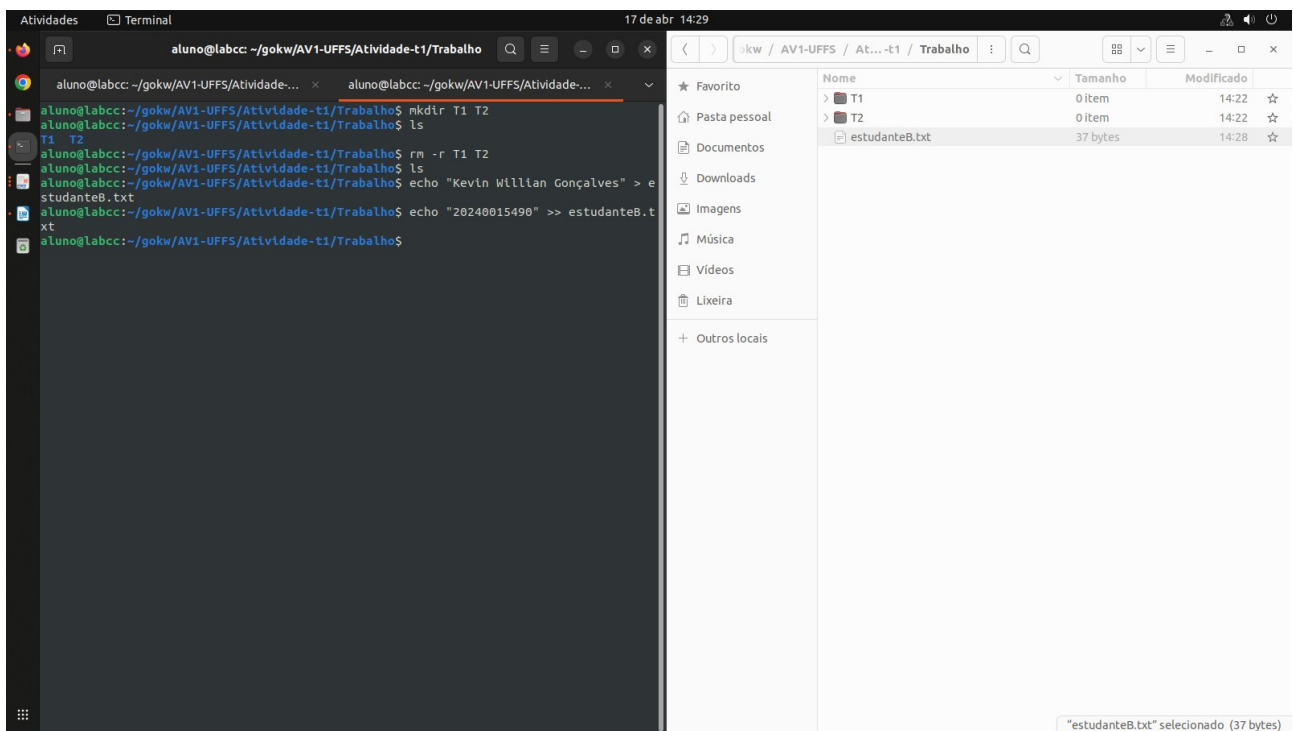 Atividades
Terminal
17 de abr 14:29
aluno@labcc: ~/gokw/AV1-UFFS/Atividade-t1/Trabalho
aluno@labcc: ~/gokw/AV1-UFFS/Atividade-...
aluno@labcc: ~/gokw/AV1-UFFS/Atividade-...
aluno@labcc:~/gokw/AV1-UFFS/Atividade-t1/Trabalho$ mkdir T1 T2
aluno@labcc:~/gokw/AV1-UFFS/Atividade-t1/Trabalho$ ls
T1 T2
aluno@labcc:~/gokw/AV1-UFFS/Atividade-t1/Trabalho$ rm -r T1 T2
aluno@labcc:~/gokw/AV1-UFFS/Atividade-t1/Trabalho$ ls
aluno@labcc:~/gokw/AV1-UFFS/Atividade-t1/Trabalho$ echo "Kevin Willian Gonçalves" > e
studanteB.txt
aluno@labcc:~/gokw/AV1-UFFS/Atividade-t1/Trabalho$ echo "20240015490" >> estudanteB.t
xt
aluno@labcc:~/gokw/AV1-UFFS/Atividade-t1/Trabalho$
okw / AV1-UFFS / At...-t1 / Trabalho
Favorito
Pasta pessoal
Documentos
Downloads
Imagens
Música
Vídeos
Lixeira
+ Outros locais
Nome Tamanho Modificado
T1 0 item 14:22
T2 0 item 14:22
estudanteB.txt 37 bytes 14:28
"estudanteB.txt" selecionado (37 bytes)